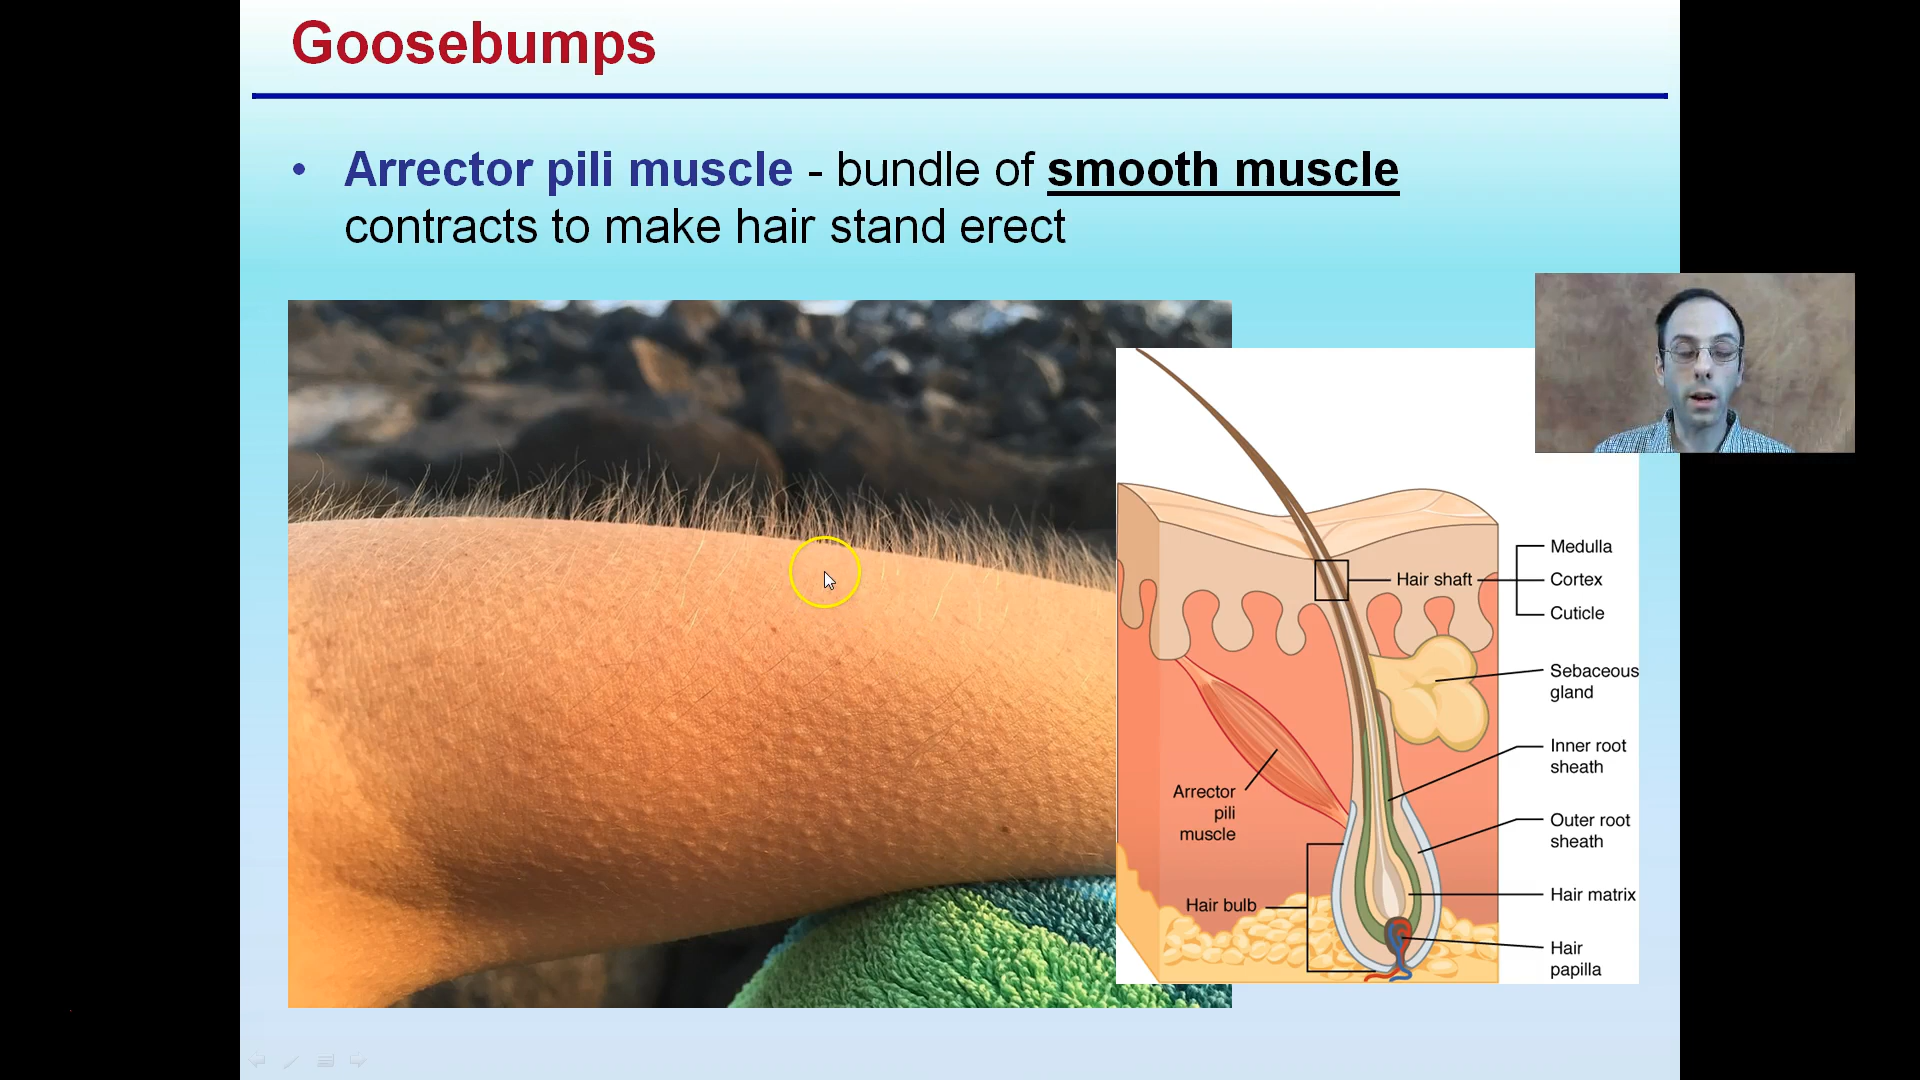 Goosebumps
• Arrector pili muscle - bundle of smooth muscle
contracts to make hair stand erect
Medulla
Hair shaft
Cortex
Cuticle
Sebaceous
gland
Inner root
sheath
Arrector
pili
muscle
Outer root
sheath
Hair bulb
Hair matrix
Hair
papilla